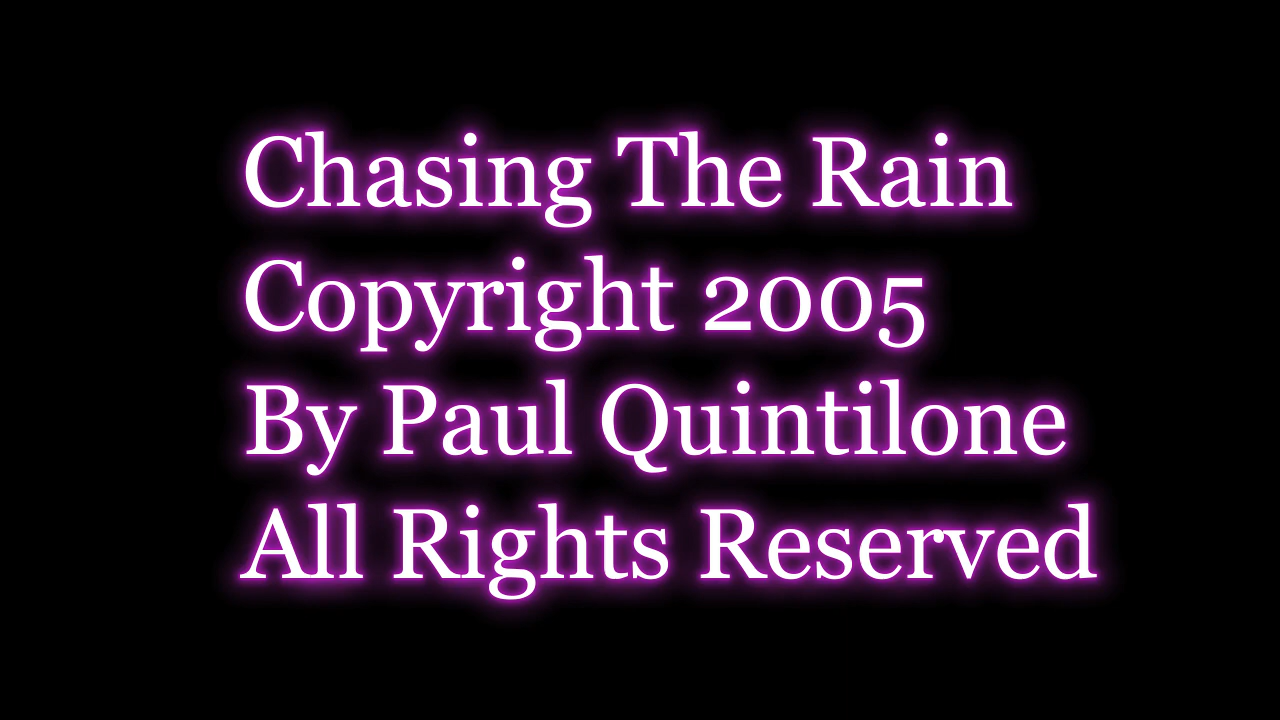 Chasing The Rain
Copyright 2005
By Paul Quintilone
All Rights Reserved